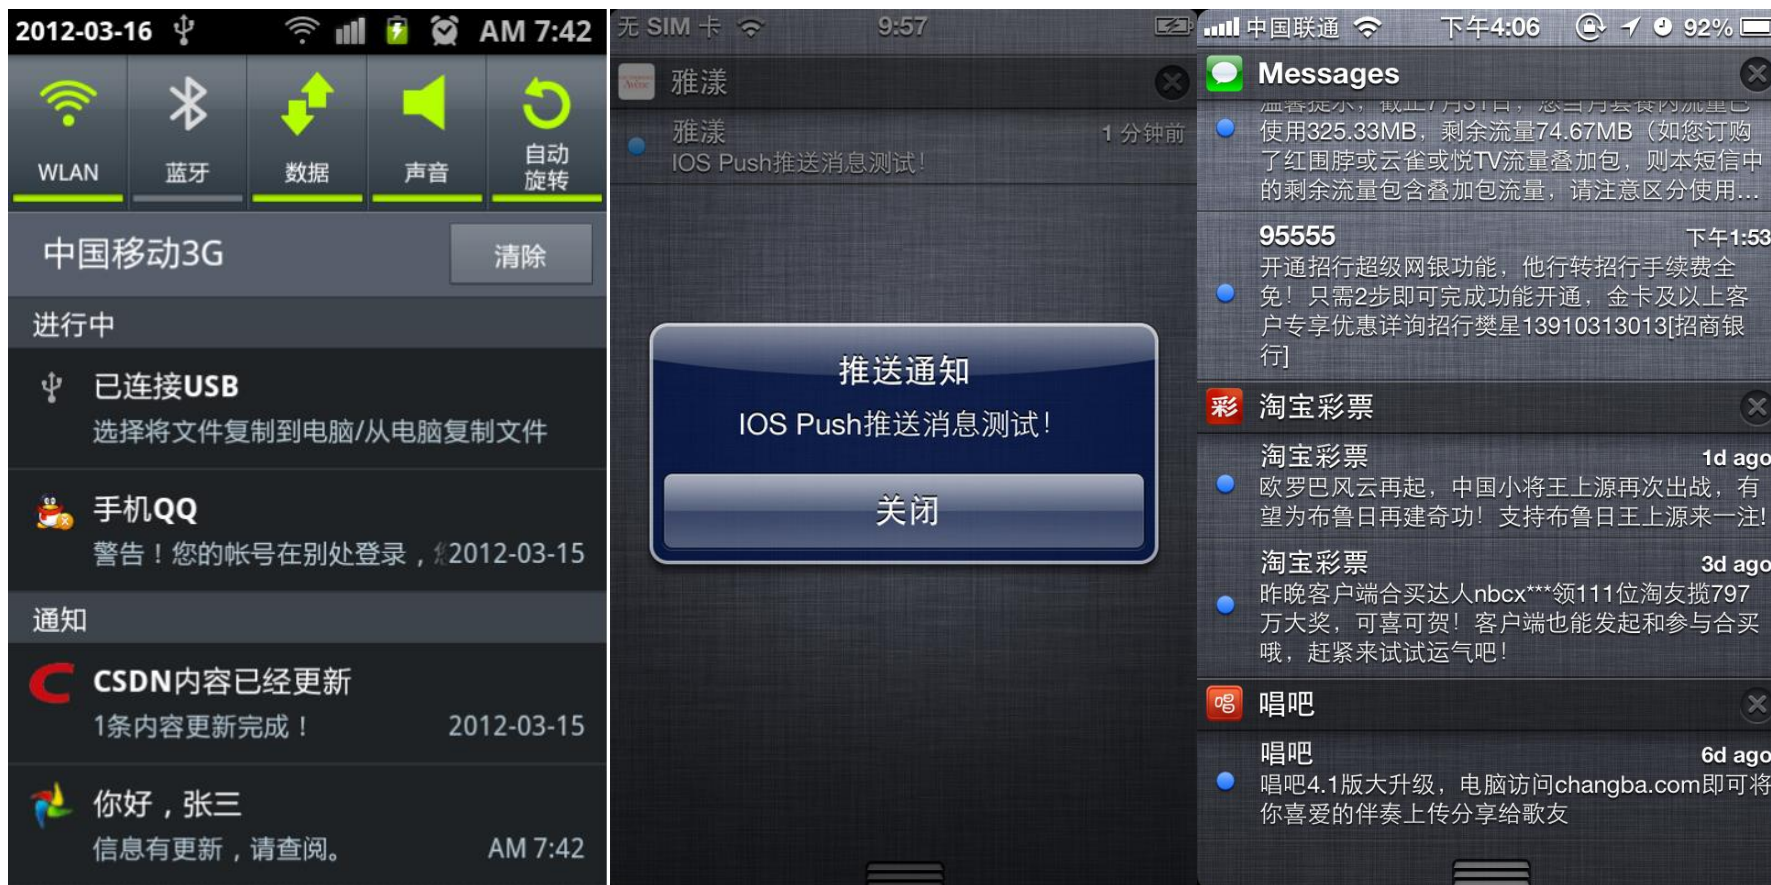 2012-03-16 AM 7:42
WLAN
蓝牙
数据
声音
自动
旋转
中国移动3G
清除
进行中
已连接USB
选择将文件复制到电脑/从电脑复制文件
手机QQ
警告！您的帐号在别处登录， 2012-03-15
通知
CSDN内容已经更新
1条内容更新完成！ 2012-03-15
你好，张三
信息有更新，请查阅。 AM 7:42
无 SIM 卡 9:57
雅漾
雅漾 1 分钟前
IOS Push推送消息测试！
推送通知
IOS Push推送消息测试！
关闭
中国联通 下午4:06 92%
Messages
温馨提示，截止7月31日，您当月套餐内流量已
使用325.33MB，剩余流量74.67MB（如您订购
了红围脖或云雀或悦TV流量叠加包，则本短信中
的剩余流量包含叠加包流量，请注意区分使用...
95555 下午1:53
开通招行超级网银功能，他行转招行手续费全
免！只需2步即可完成功能开通，金卡及以上客
户专享优惠详询招行樊星13910313013[招商银
行]
彩 淘宝彩票
淘宝彩票 1d ago
欧罗巴风云再起，中国小将王上源再次出战，有
望为布鲁日再建奇功！支持布鲁日王上源来一注!
淘宝彩票 3d ago
昨晚客户端合买达人nbcx***领111位淘友揽797
万大奖，可喜可贺！客户端也能发起和参与合买
哦，赶紧来试试运气吧！
唱 唱吧
唱吧 6d ago
唱吧4.1版大升级，电脑访问changba.com即可将
你喜爱的伴奏上传分享给歌友